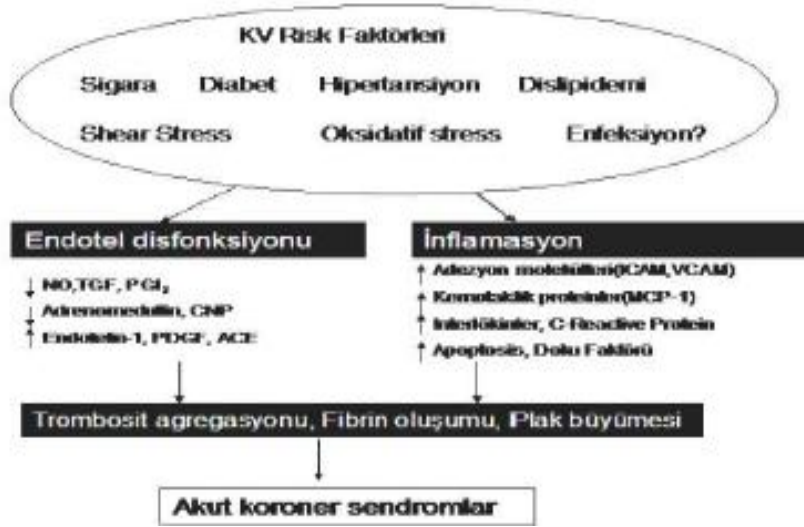 KV Risk Faktörleri
Sigara Diabet Hipertansiyon Dislipidemi
Shear Stress Oksidatif stress Enfeksiyon?
Endotel disfonksiyonu
↓ NO,TGF, PGI₂
↓ Adrenomedullin, CNP
↑ Endotelin-1, PDGF, ACE
İnflamasyon
↑ Adezyon molekülleri(ICAM,VCAM)
↑ Kemotaktik proteinler(MCP-1)
↑ İnterlökinler, C-Reactive Protein
↑ Apoptosis, Doku Faktörü
Trombosit agregasyonu, Fibrin oluşumu, Plak büyümesi
Akut koroner sendromlar